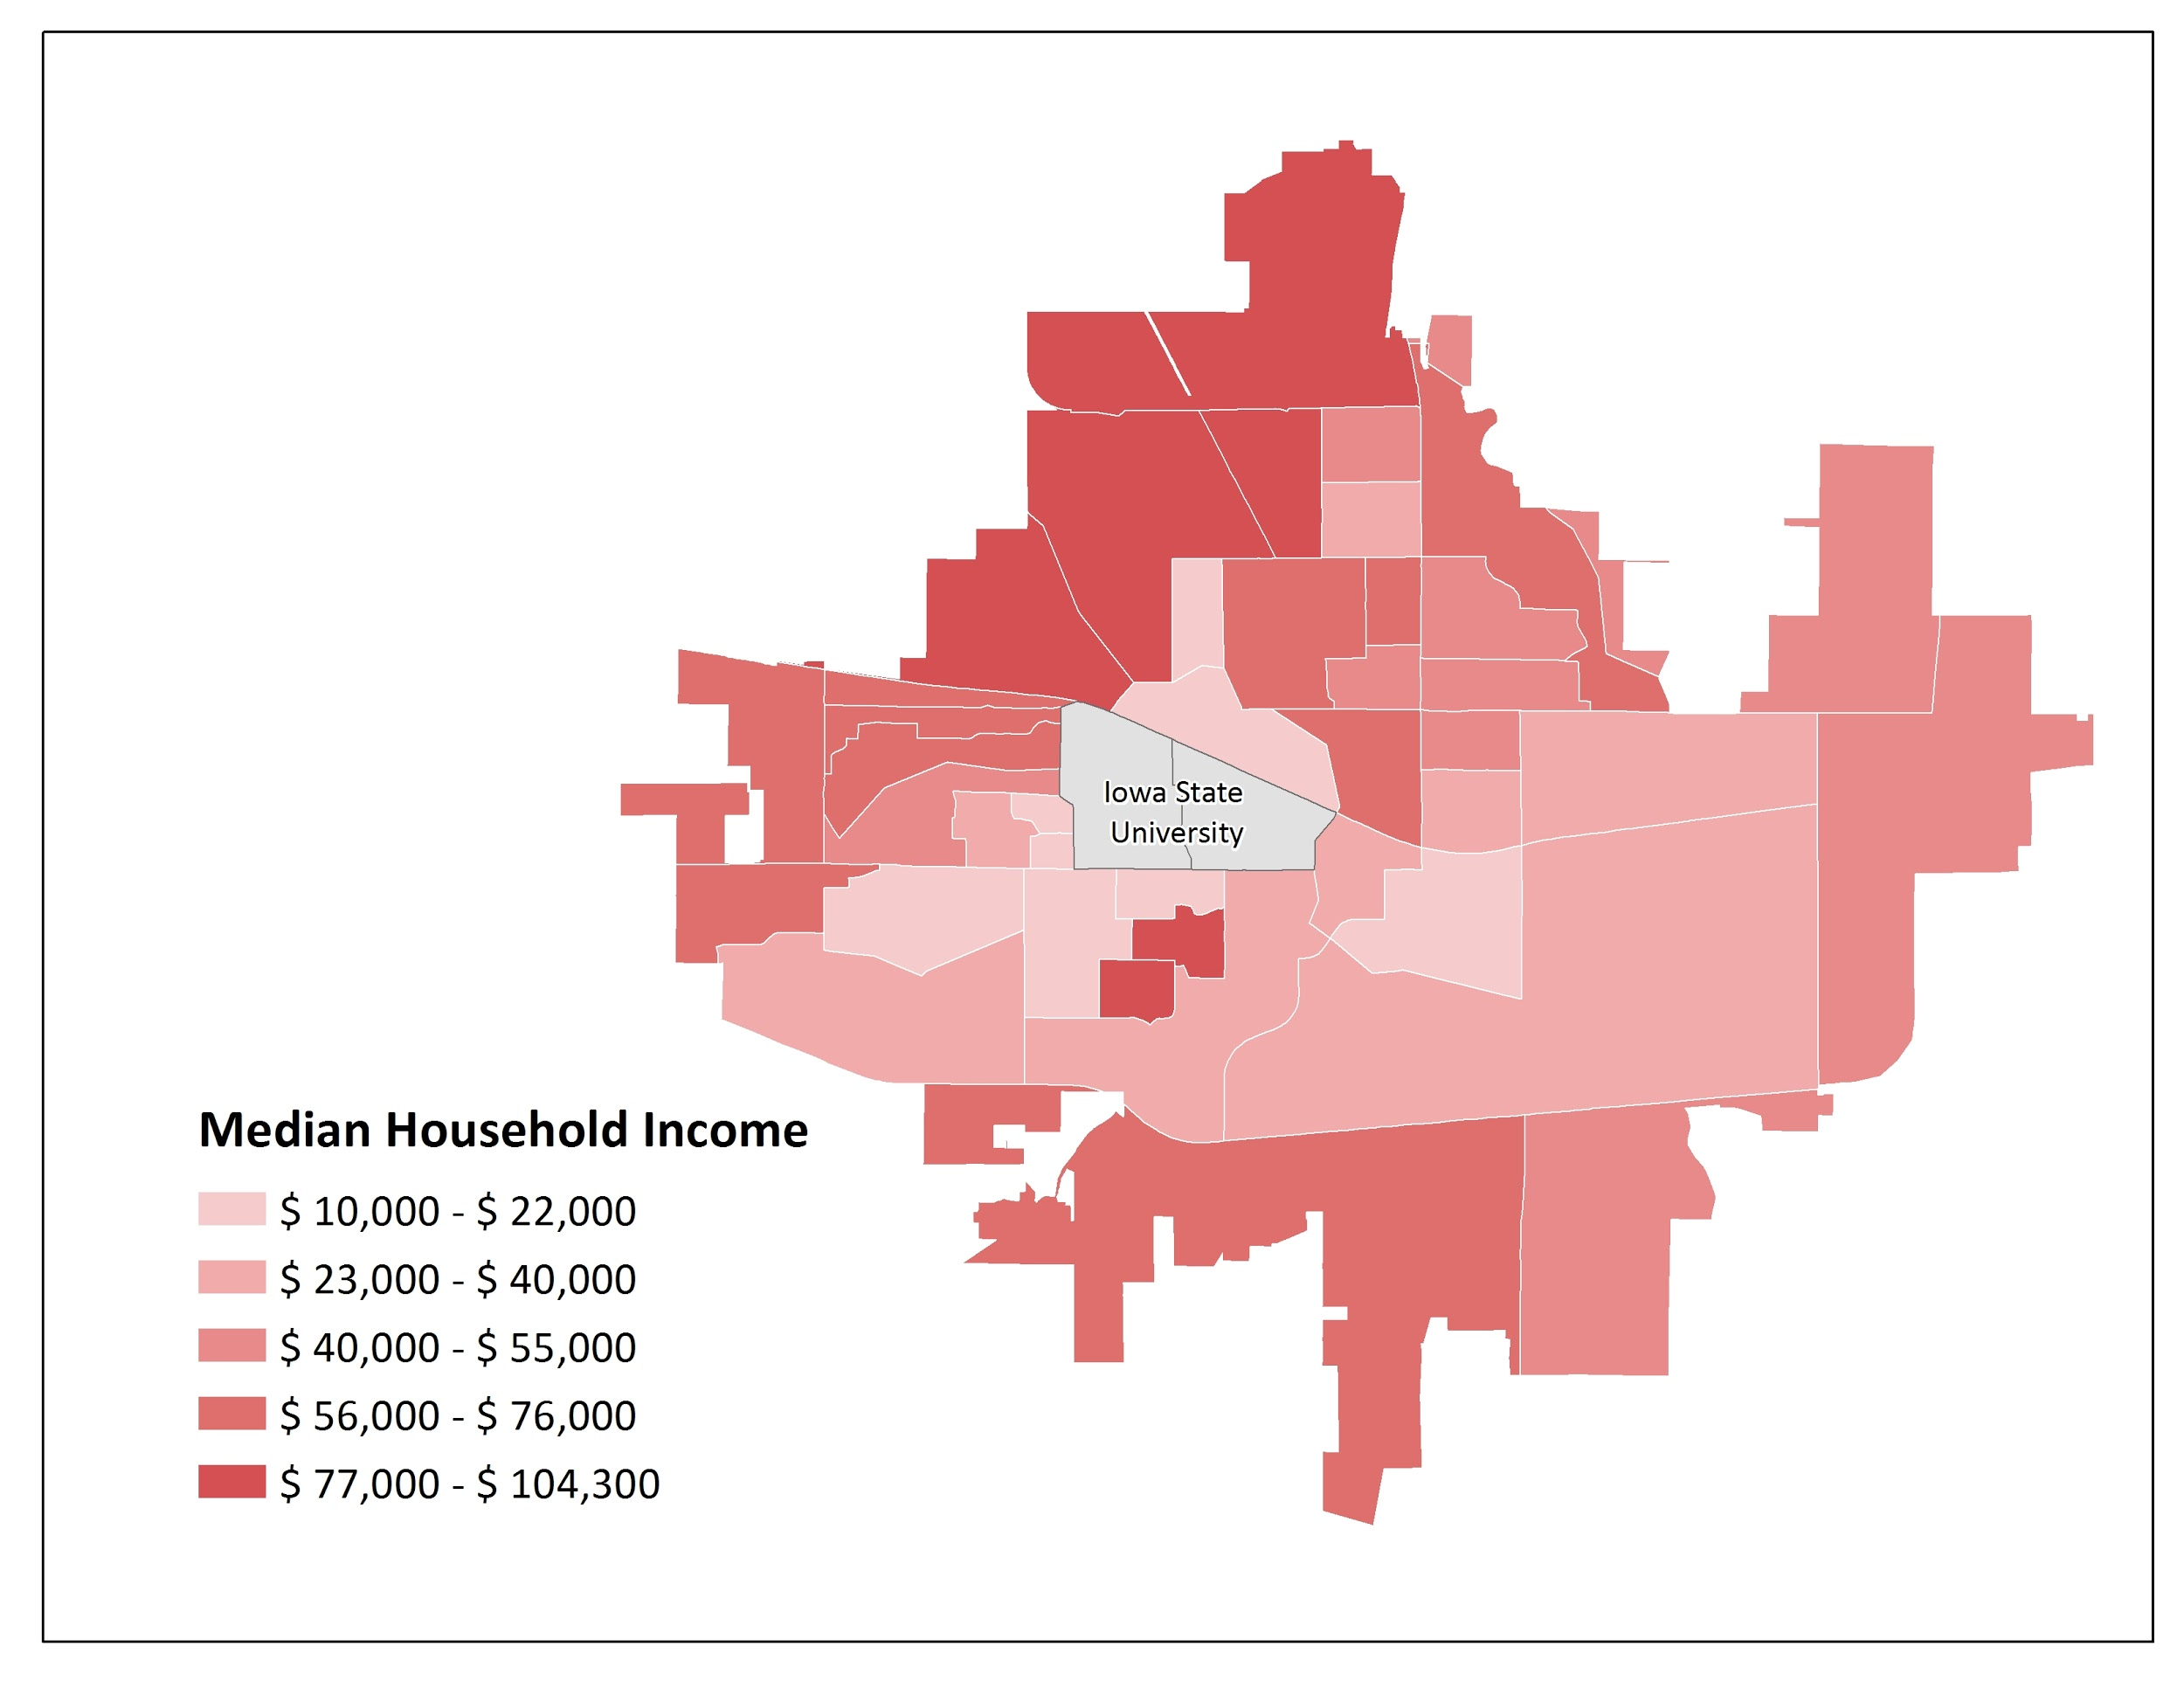 Iowa State
University
Median Household Income
$ 10,000 - $ 22,000
$ 23,000 - $ 40,000
$ 40,000 - $ 55,000
$ 56,000 - $ 76,000
$ 77,000 - $ 104,300